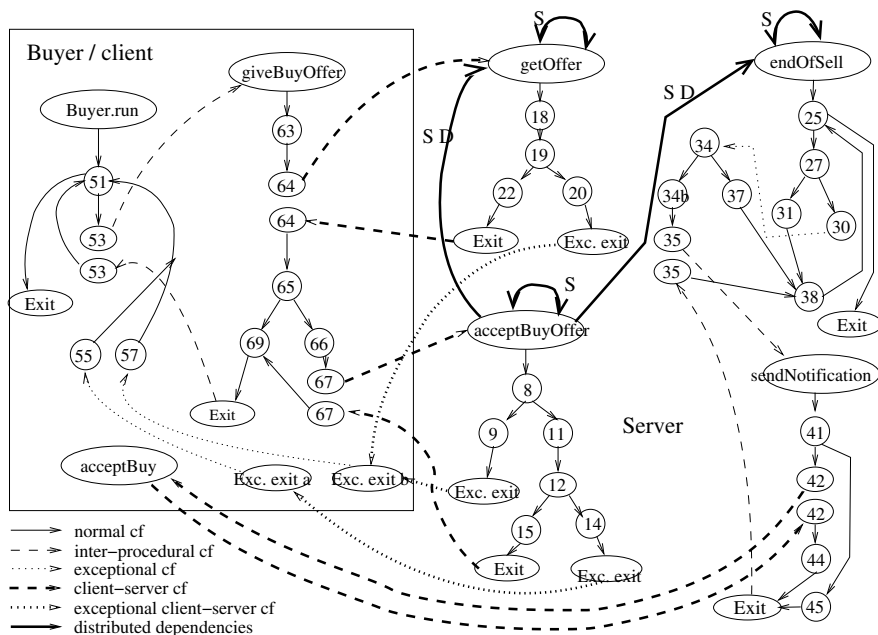 Buyer / client
Buyer.run
51
53
53
Exit
55
57
acceptBuy
giveBuyOffer
63
64
64
65
69
66
67
67
Exit
Exc. exit a
Exc. exit b
S
getOffer
18
19
22
20
Exit
Exc. exit
S D
S
acceptBuyOffer
8
9
11
Exc. exit
12
15
14
Exit
Exc. exit
Server
S
endOfSell
S D
25
27
34
34b
37
31
30
35
35
38
Exit
sendNotification
41
42
42
44
45
Exit
normal cf
inter−procedural cf
exceptional cf
client−server cf
exceptional client−server cf
distributed dependencies